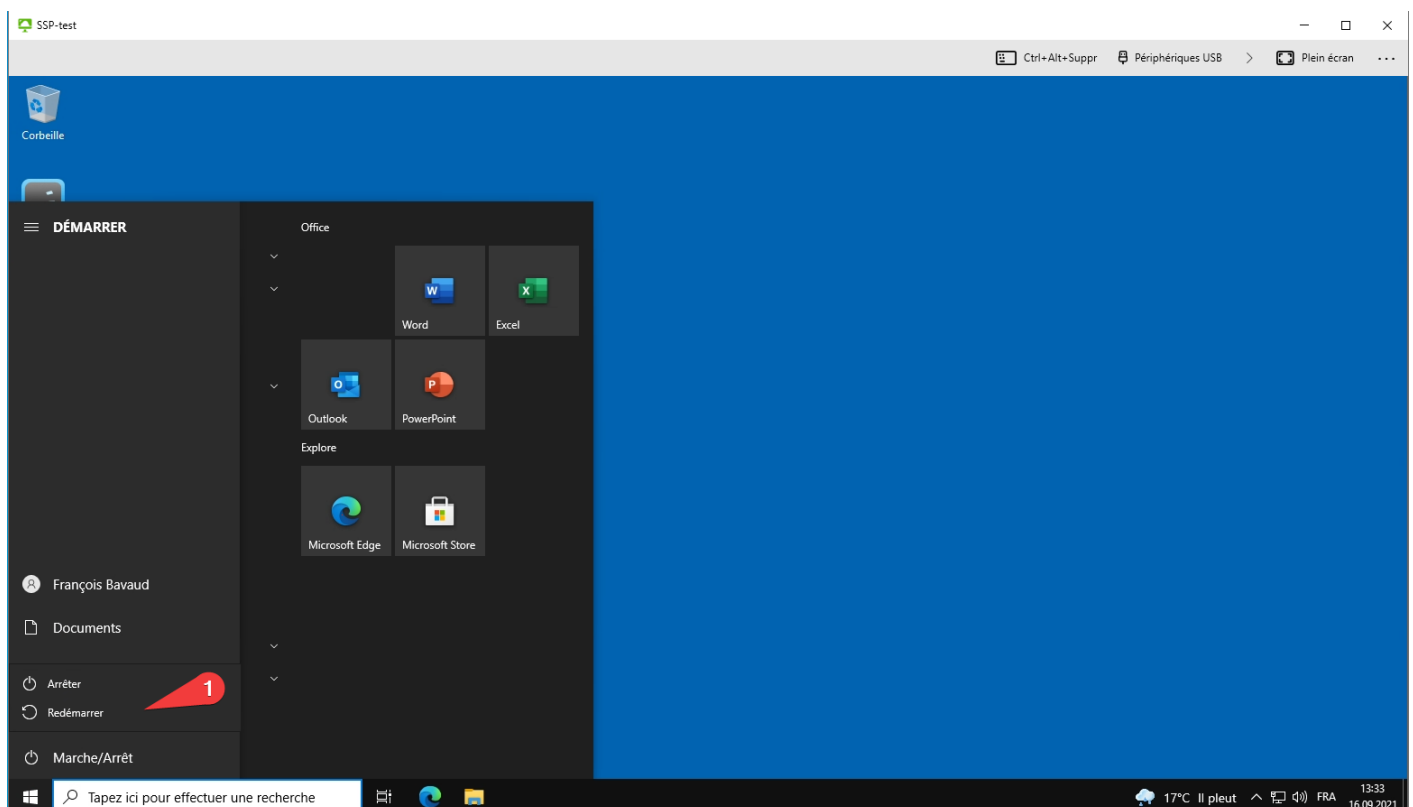 SSP-test
Ctrl+Alt+Suppr Périphériques USB Plein écran ...
Corbeille
DÉMARRER
Office
Word Excel
Outlook PowerPoint
Explore
Microsoft Edge Microsoft Store
François Bavaud
Documents
Arrêter
1
Redémarrer
Marche/Arrêt
Tapez ici pour effectuer une recherche
17°C Il pleut FRA 13:33
16.09.2021